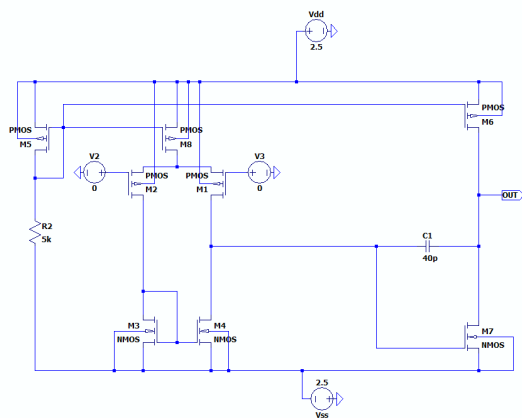 Vdd
2.5
PMOS
M5
PMOS
M8
PMOS
M6
V2
0
PMOS
M2
PMOS
M1
V3
0
OUT
R2
5k
C1
40p
M3
NMOS
M4
NMOS
M7
NMOS
2.5
Vss